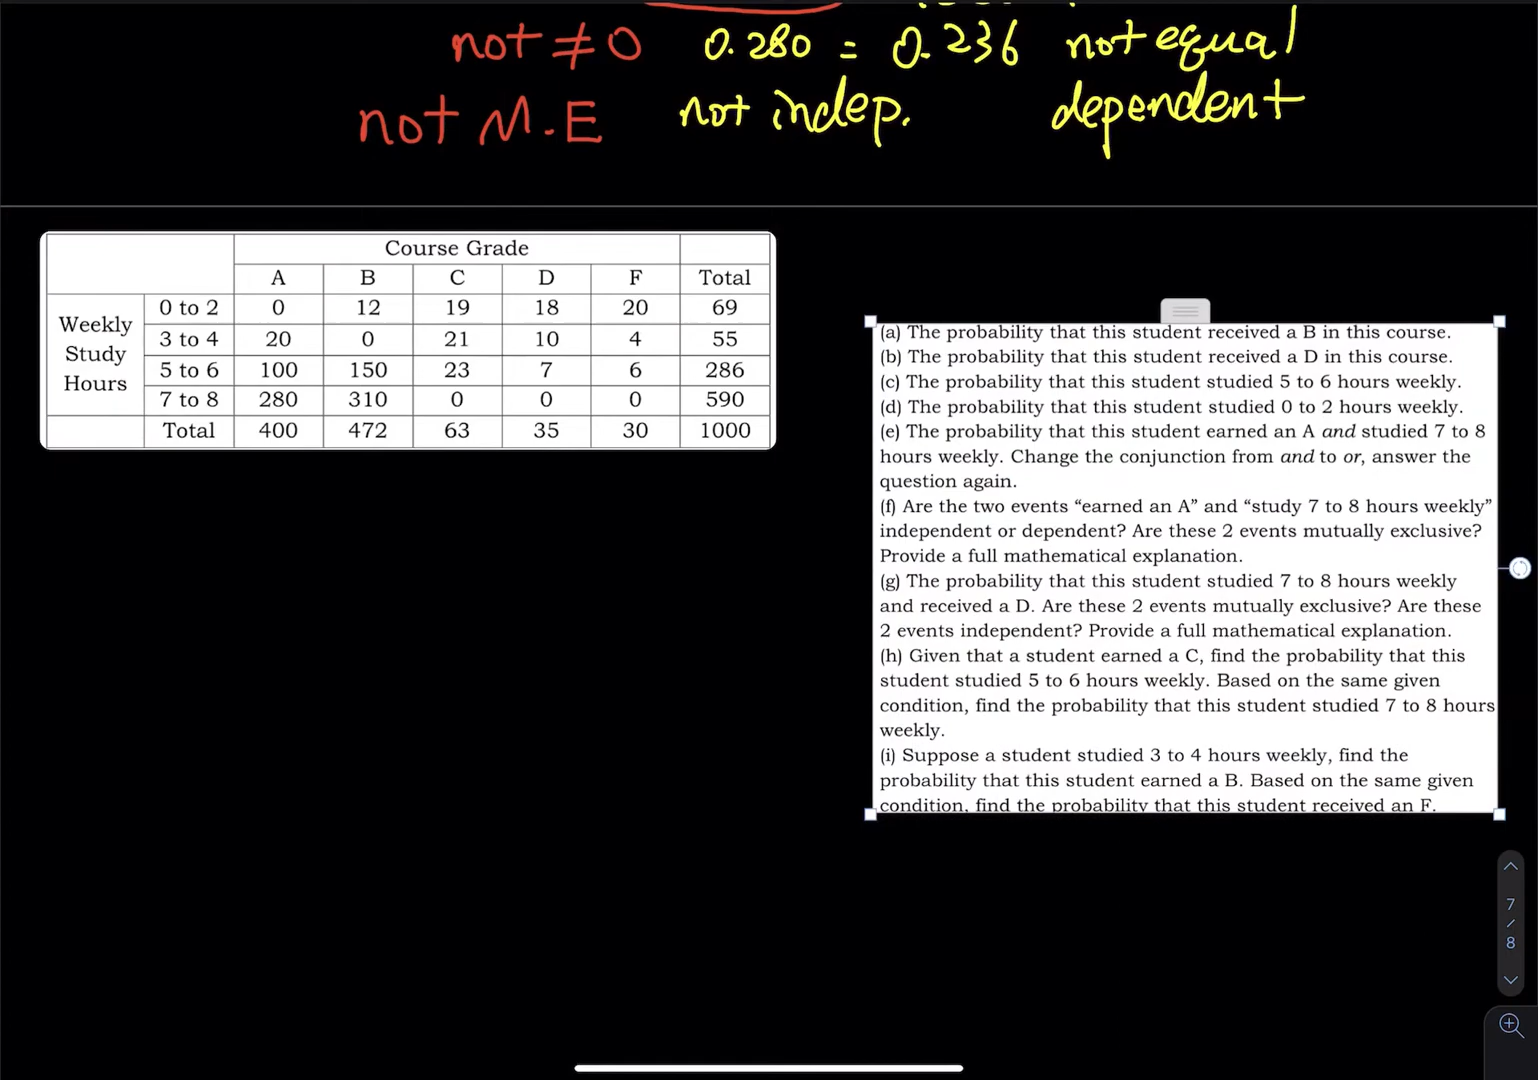 not ≠ 0 0.280 = 0.236 not equal
not M.E not indep. dependent
Course Grade
A B C D F Total
Weekly Study Hours
0 to 2 0 12 19 18 20 69
3 to 4 20 0 21 10 4 55
5 to 6 100 150 23 7 6 286
7 to 8 280 310 0 0 0 590
Total 400 472 63 35 30 1000
(a) The probability that this student received a B in this course.
(b) The probability that this student received a D in this course.
(c) The probability that this student studied 5 to 6 hours weekly.
(d) The probability that this student studied 0 to 2 hours weekly.
(e) The probability that this student earned an A and studied 7 to 8
hours weekly. Change the conjunction from and to or, answer the
question again.
(f) Are the two events “earned an A” and “study 7 to 8 hours weekly”
independent or dependent? Are these 2 events mutually exclusive?
Provide a full mathematical explanation.
(g) The probability that this student studied 7 to 8 hours weekly
and received a D. Are these 2 events mutually exclusive? Are these
2 events independent? Provide a full mathematical explanation.
(h) Given that a student earned a C, find the probability that this
student studied 5 to 6 hours weekly. Based on the same given
condition, find the probability that this student studied 7 to 8 hours
weekly.
(i) Suppose a student studied 3 to 4 hours weekly, find the
probability that this student earned a B. Based on the same given
condition, find the probability that this student received an F.
7
/
8